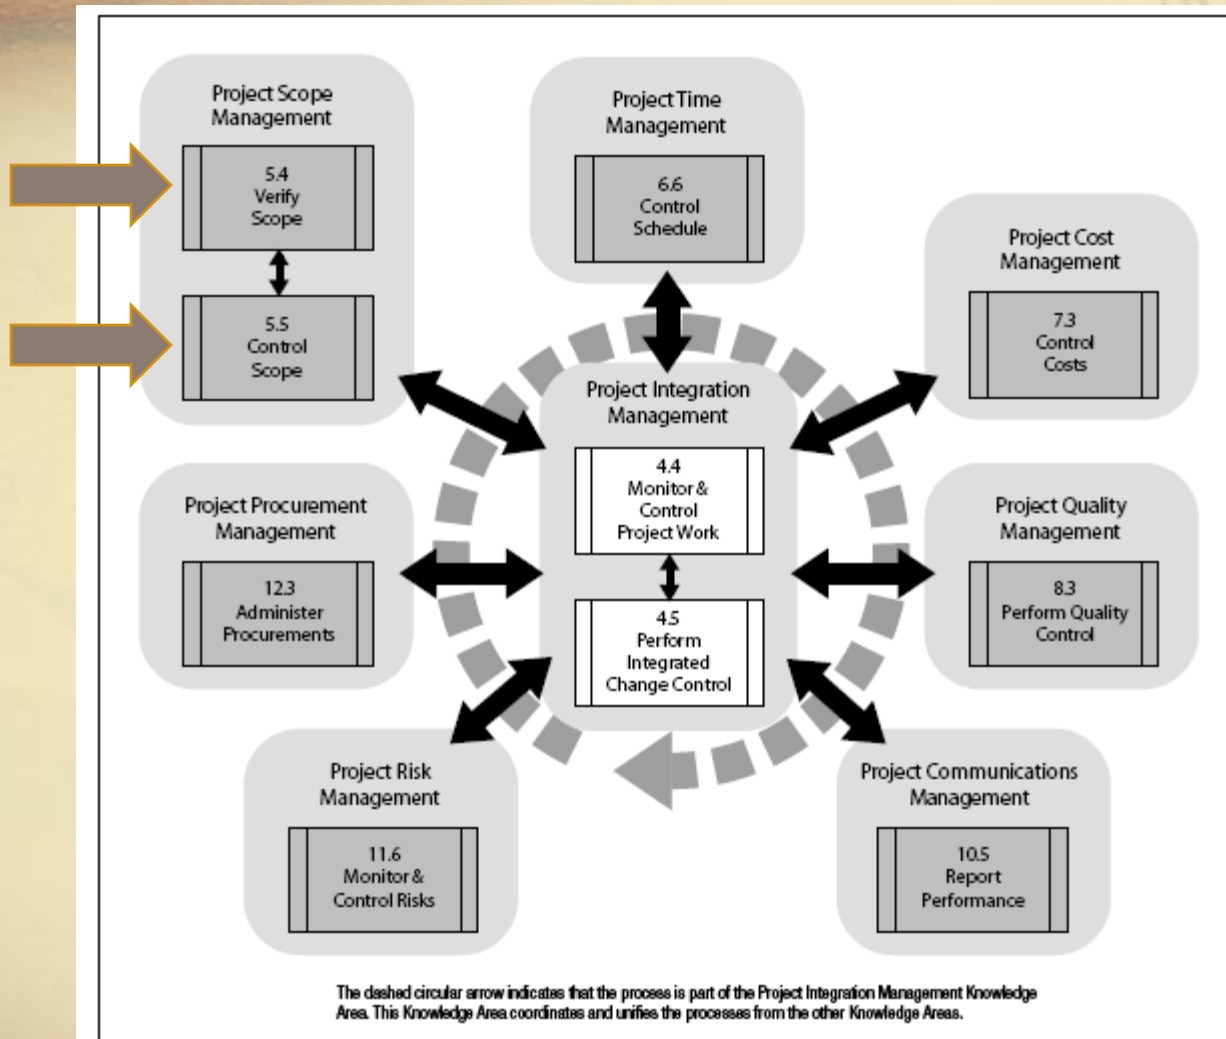 Project Scope
Management
5.4
Verify
Scope
5.5
Control
Scope
Project Time
Management
6.6
Control
Schedule
Project Cost
Management
7.3
Control
Costs
Project Integration
Management
4.4
Monitor &
Control
Project Work
4.5
Perform
Integrated
Change Control
Project Procurement
Management
12.3
Administer
Procurements
Project Quality
Management
8.3
Perform Quality
Control
Project Risk
Management
11.6
Monitor &
Control Risks
Project Communications
Management
10.5
Report
Performance
The dashed circular arrow indicates that the process is part of the Project Integration Management Knowledge
Area. This Knowledge Area coordinates and unifies the processes from the other Knowledge Areas.